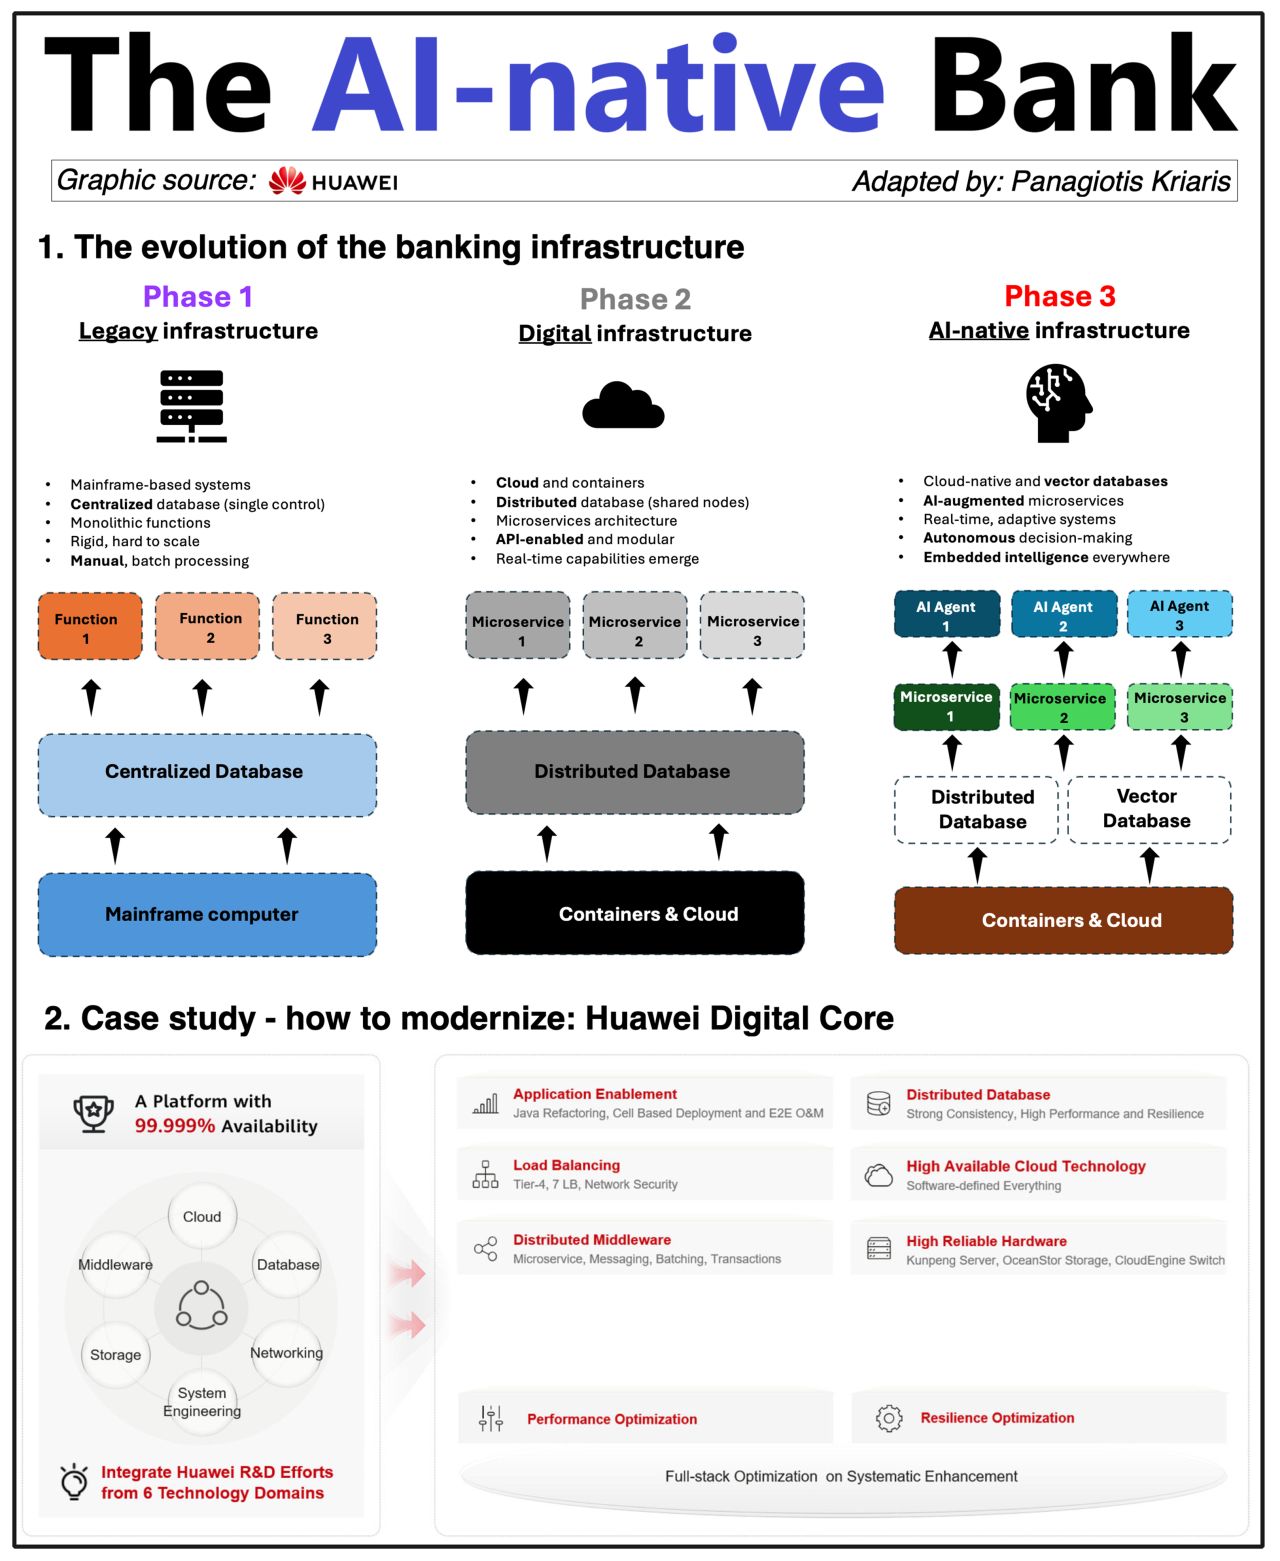 The AI-native Bank
Graphic source: HUAWEI
Adapted by: Panagiotis Kriaris
1. The evolution of the banking infrastructure
Phase 1
Legacy infrastructure
• Mainframe-based systems
• Centralized database (single control)
• Monolithic functions
• Rigid, hard to scale
• Manual, batch processing
Function
1
Function
2
Function
3
Centralized Database
Mainframe computer
Phase 2
Digital infrastructure
• Cloud and containers
• Distributed database (shared nodes)
• Microservices architecture
• API-enabled and modular
• Real-time capabilities emerge
Microservice
1
Microservice
2
Microservice
3
Distributed Database
Containers & Cloud
Phase 3
AI-native infrastructure
• Cloud-native and vector databases
• AI-augmented microservices
• Real-time, adaptive systems
• Autonomous decision-making
• Embedded intelligence everywhere
AI Agent
1
AI Agent
2
AI Agent
3
Microservice
1
Microservice
2
Microservice
3
Distributed
Database
Vector
Database
Containers & Cloud
2. Case study - how to modernize: Huawei Digital Core
A Platform with
99.999% Availability
Cloud
Middleware
Database
Storage
Networking
System
Engineering
Integrate Huawei R&D Efforts
from 6 Technology Domains
Application Enablement
Java Refactoring, Cell Based Deployment and E2E O&M
Distributed Database
Strong Consistency, High Performance and Resilience
Load Balancing
Tier-4, 7 LB, Network Security
High Available Cloud Technology
Software-defined Everything
Distributed Middleware
Microservice, Messaging, Batching, Transactions
High Reliable Hardware
Kunpeng Server, OceanStor Storage, CloudEngine Switch
Performance Optimization
Resilience Optimization
Full-stack Optimization on Systematic Enhancement